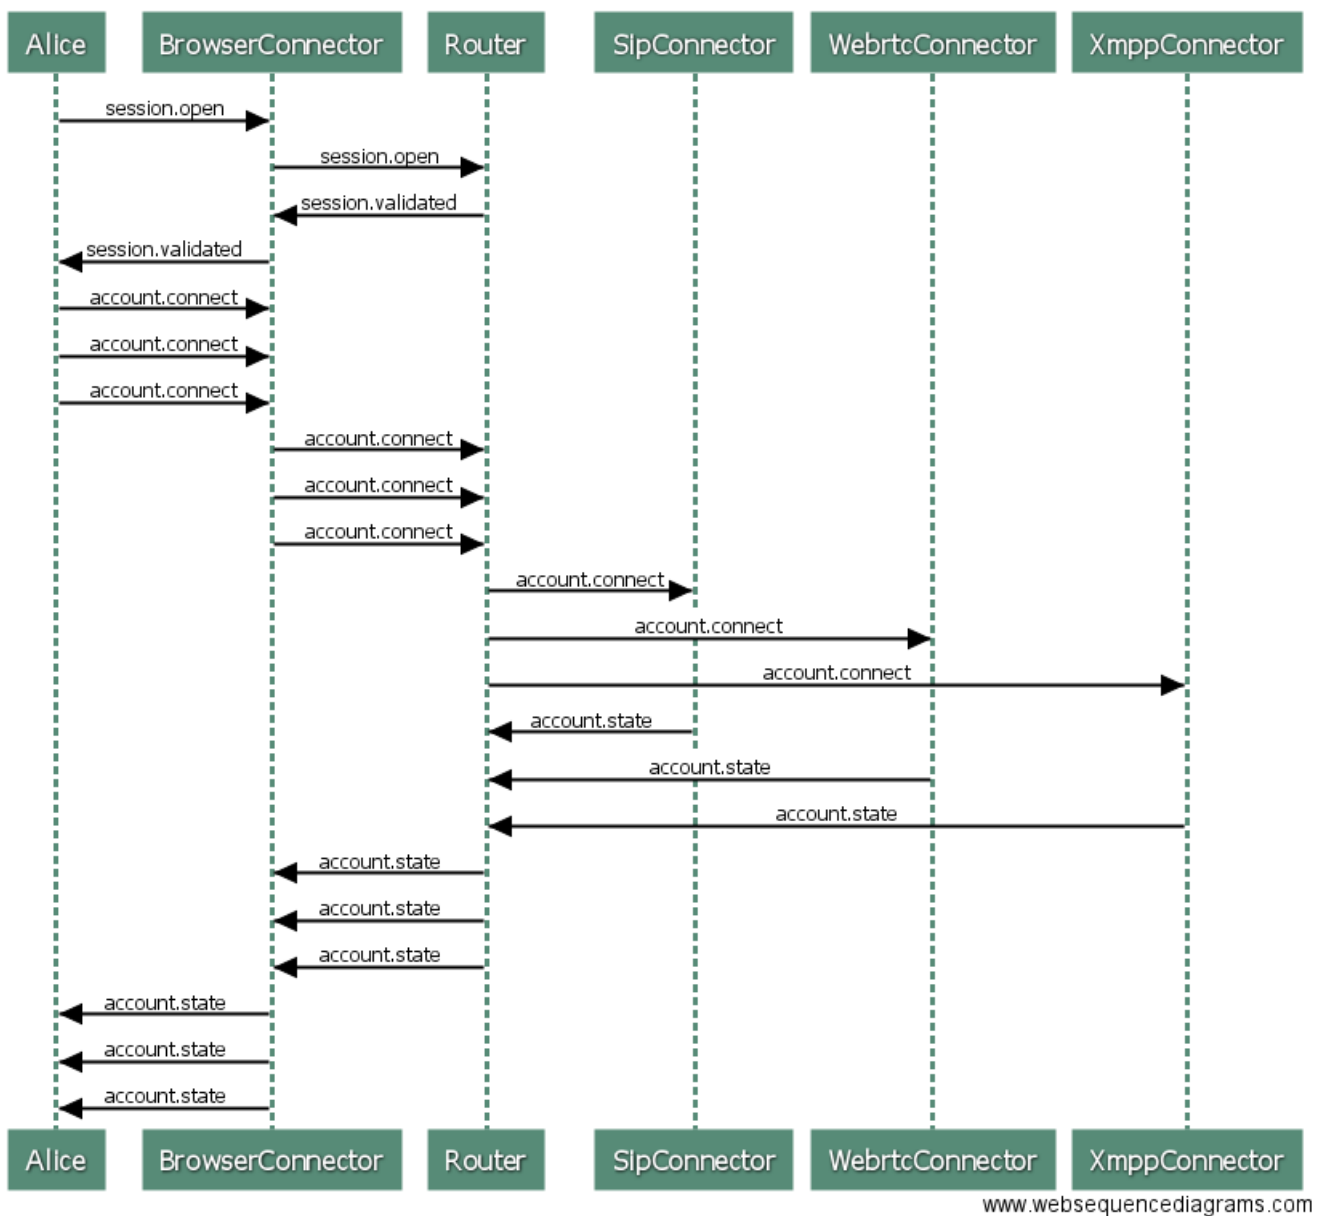 Alice BrowserConnector Router SipConnector WebrtcConnector XmppConnector
session.open
session.open
session.validated
session.validated
account.connect
account.connect
account.connect
account.connect
account.connect
account.connect
account.connect
account.connect
account.connect
account.state
account.state
account.state
account.state
account.state
account.state
account.state
account.state
account.state
Alice BrowserConnector Router SipConnector WebrtcConnector XmppConnector
www.websequencediagrams.com